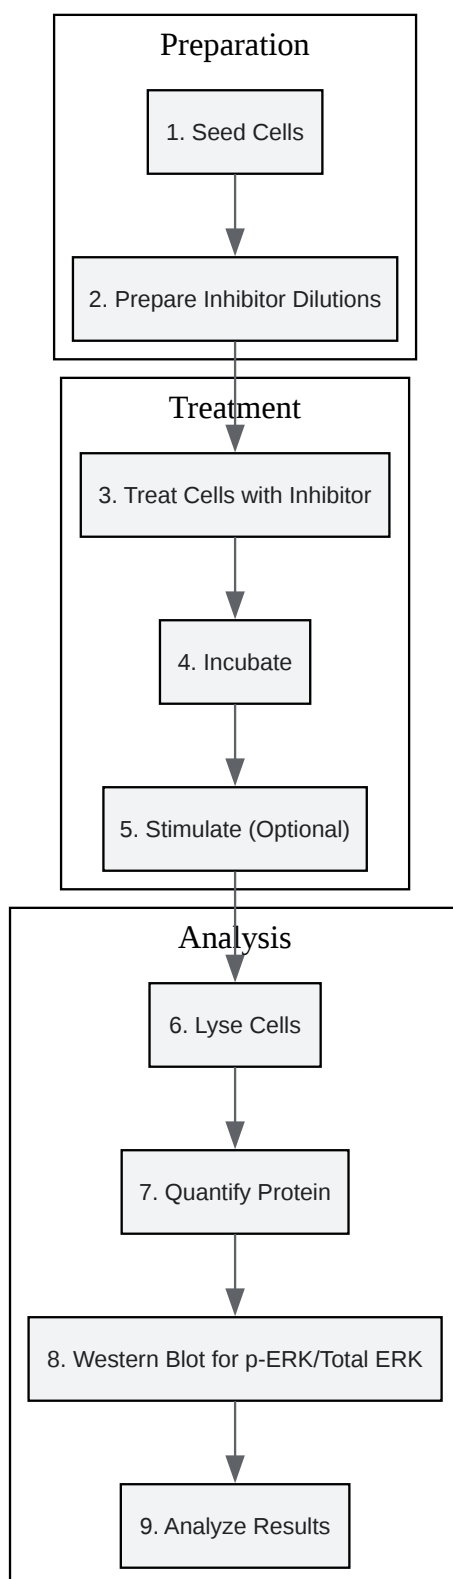 Preparation
1. Seed Cells
2. Prepare Inhibitor Dilutions
Treatment
3. Treat Cells with Inhibitor
4. Incubate
5. Stimulate (Optional)
Analysis
6. Lyse Cells
7. Quantify Protein
8. Western Blot for p-ERK/Total ERK
9. Analyze Results